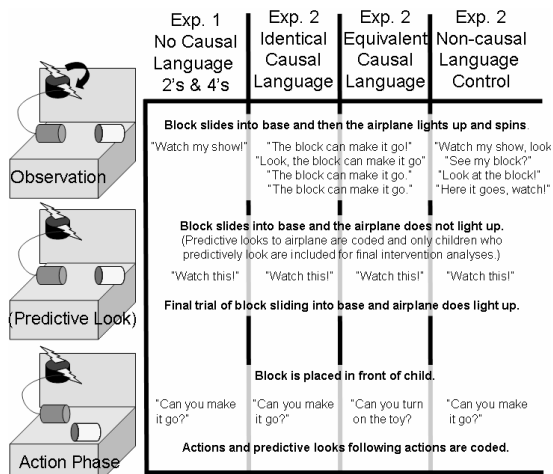 Exp. 1 Exp. 2 Exp. 2 Exp. 2
No Causal Identical Equivalent Non-causal
Language Causal Causal Language
2's & 4's Language Language Control
Block slides into base and then the airplane lights up and spins.
"Watch my show!" "The block can make it go!" "Watch my show, look
"Look, the block can make it go" "See my block?"
"The block can make it go." "Look at the block!"
"The block can make it go." "Here it goes, watch!"
Observation
Block slides into base and the airplane does not light up.
(Predictive looks to airplane are coded and only children who
predictively look are included for final intervention analyses.)
"Watch this!" "Watch this!" "Watch this!" "Watch this!"
Final trial of block sliding into base and airplane does light up.
(Predictive Look)
Block is placed in front of child.
"Can you make "Can you make "Can you turn "Can you make
it go?" it go?" on the toy? it go?"
Actions and predictive looks following actions are coded.
Action Phase